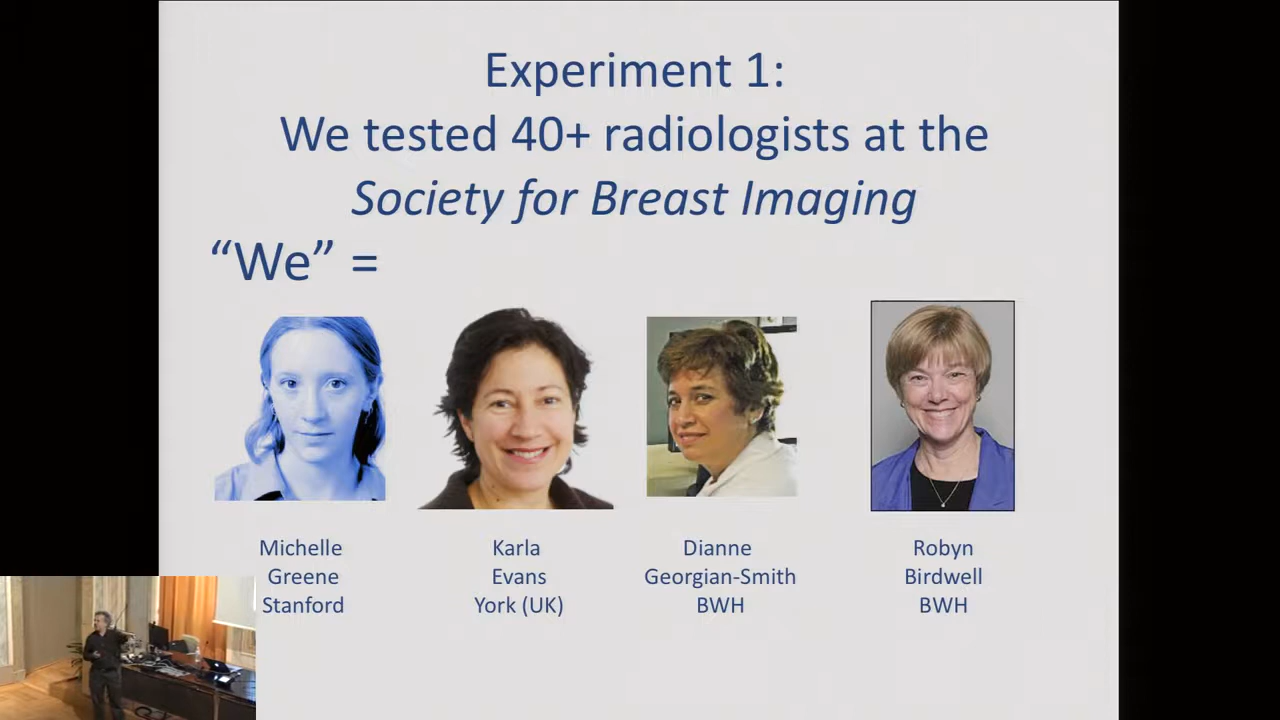 Experiment 1:
We tested 40+ radiologists at the
Society for Breast Imaging
“We” =
Michelle
Greene
Stanford
Karla
Evans
York (UK)
Dianne
Georgian-Smith
BWH
Robyn
Birdwell
BWH